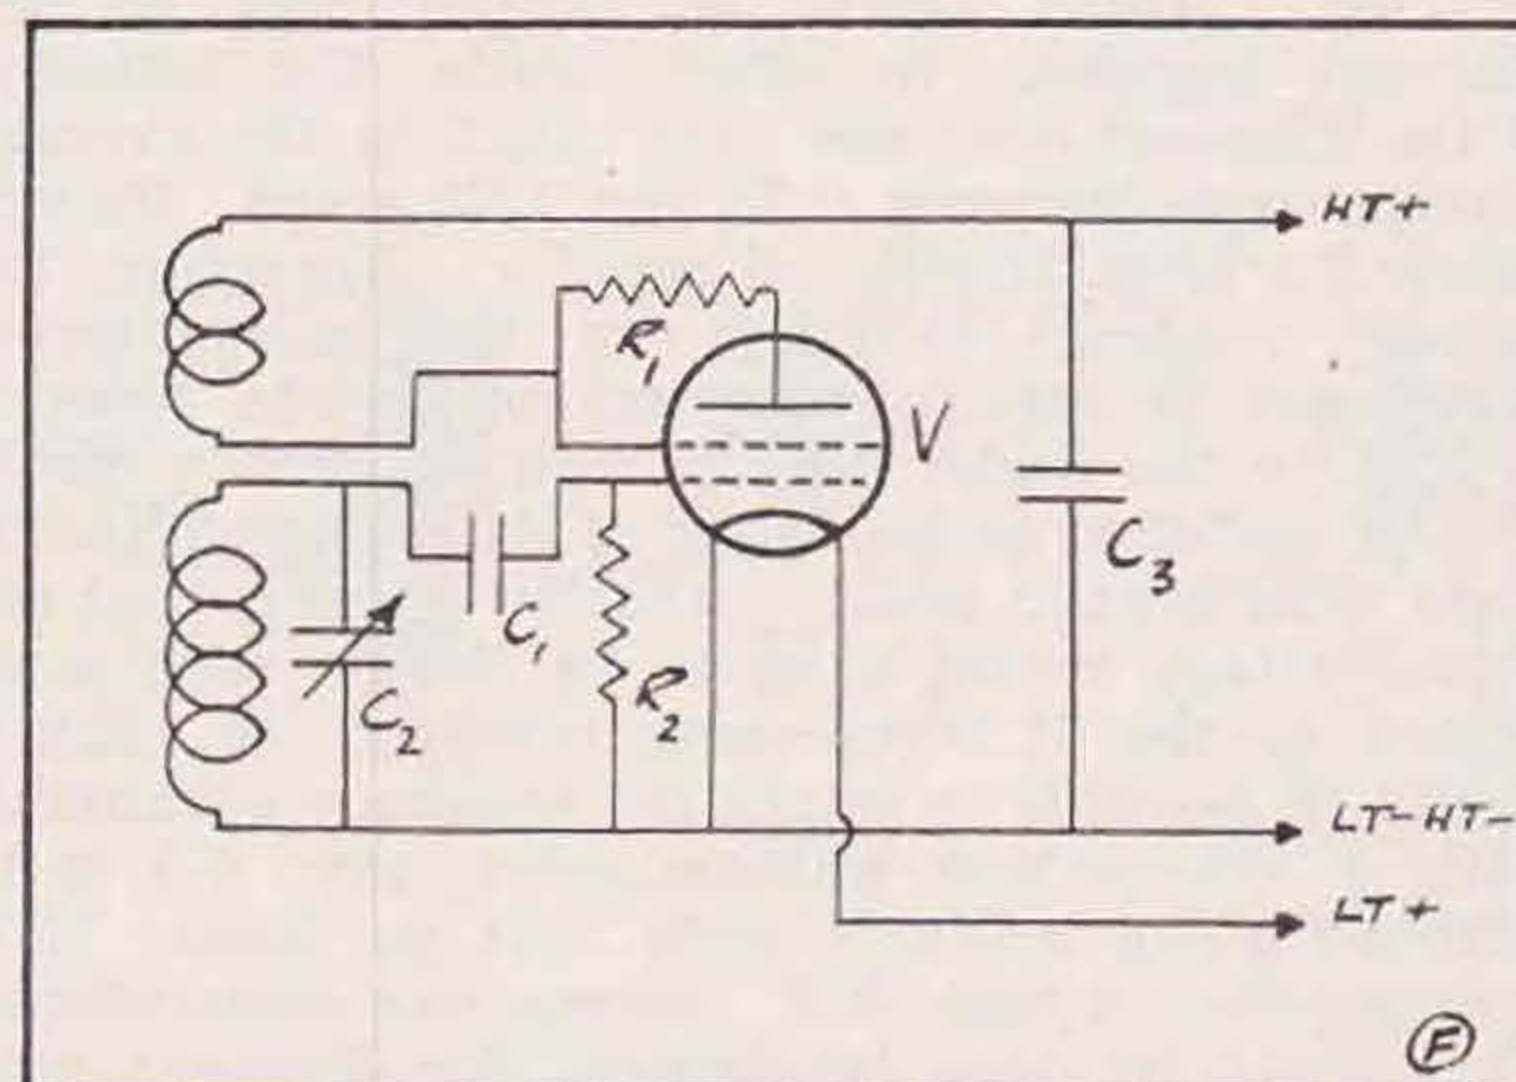 HT+
R₁
V
C₃
C₁
R₂
C₂
LT-HT-
LT+
F